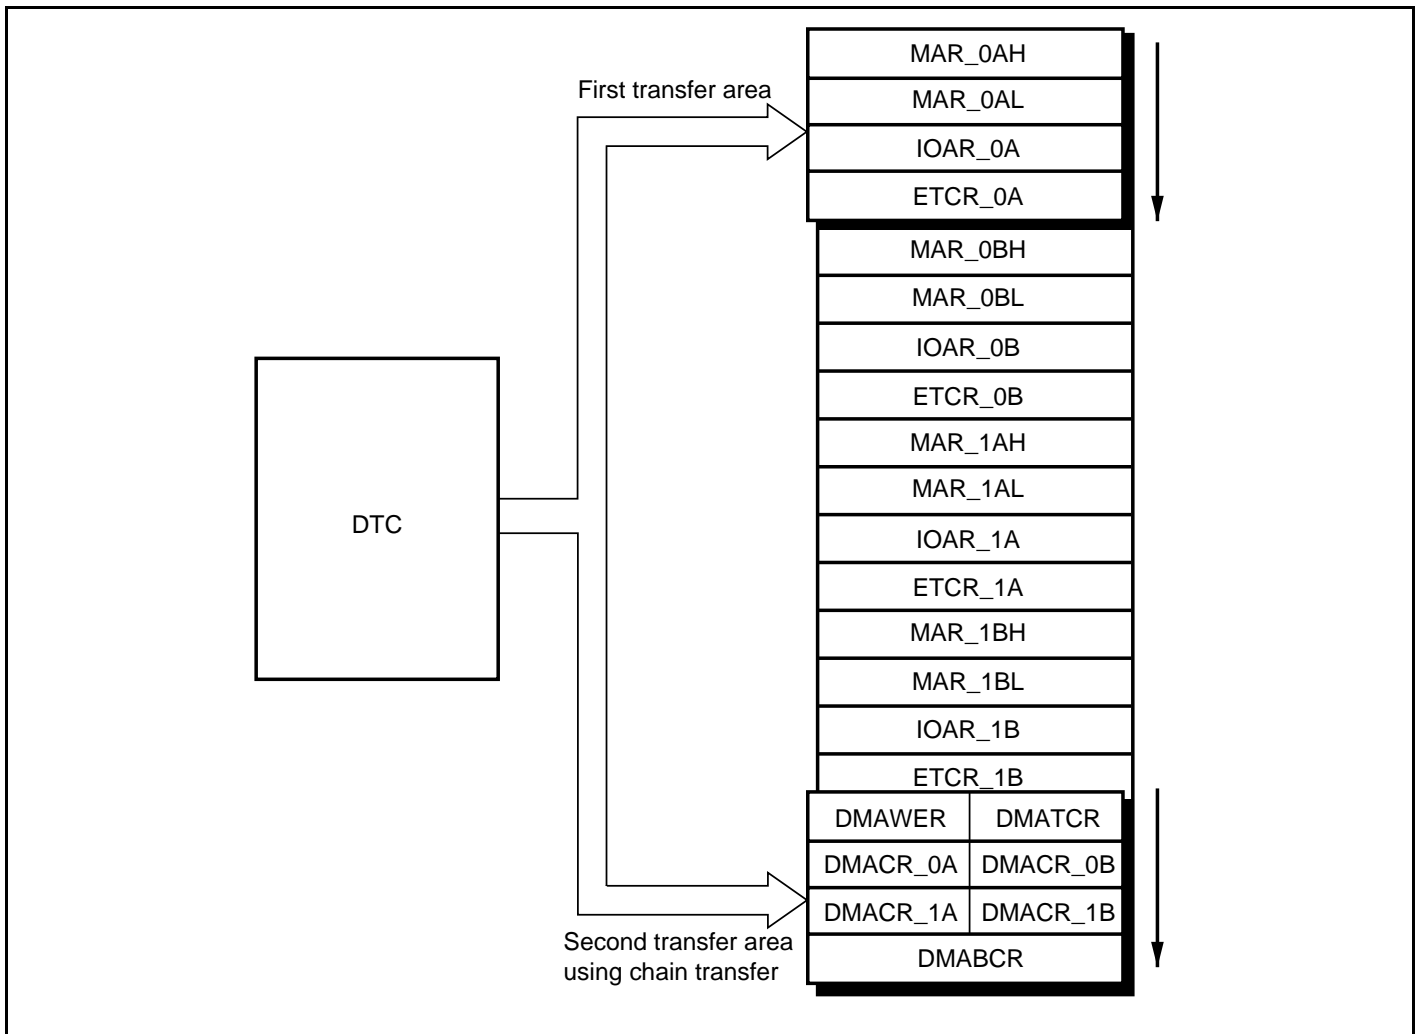 MAR_0AH
First transfer area
MAR_0AL
IOAR_0A
ETCR_0A
MAR_0BH
MAR_0BL
IOAR_0B
ETCR_0B
MAR_1AH
MAR_1AL
DTC
IOAR_1A
ETCR_1A
MAR_1BH
MAR_1BL
IOAR_1B
ETCR_1B
DMAWER DMATCR
DMACR_0A DMACR_0B
DMACR_1A DMACR_1B
Second transfer area
using chain transfer
DMABCR